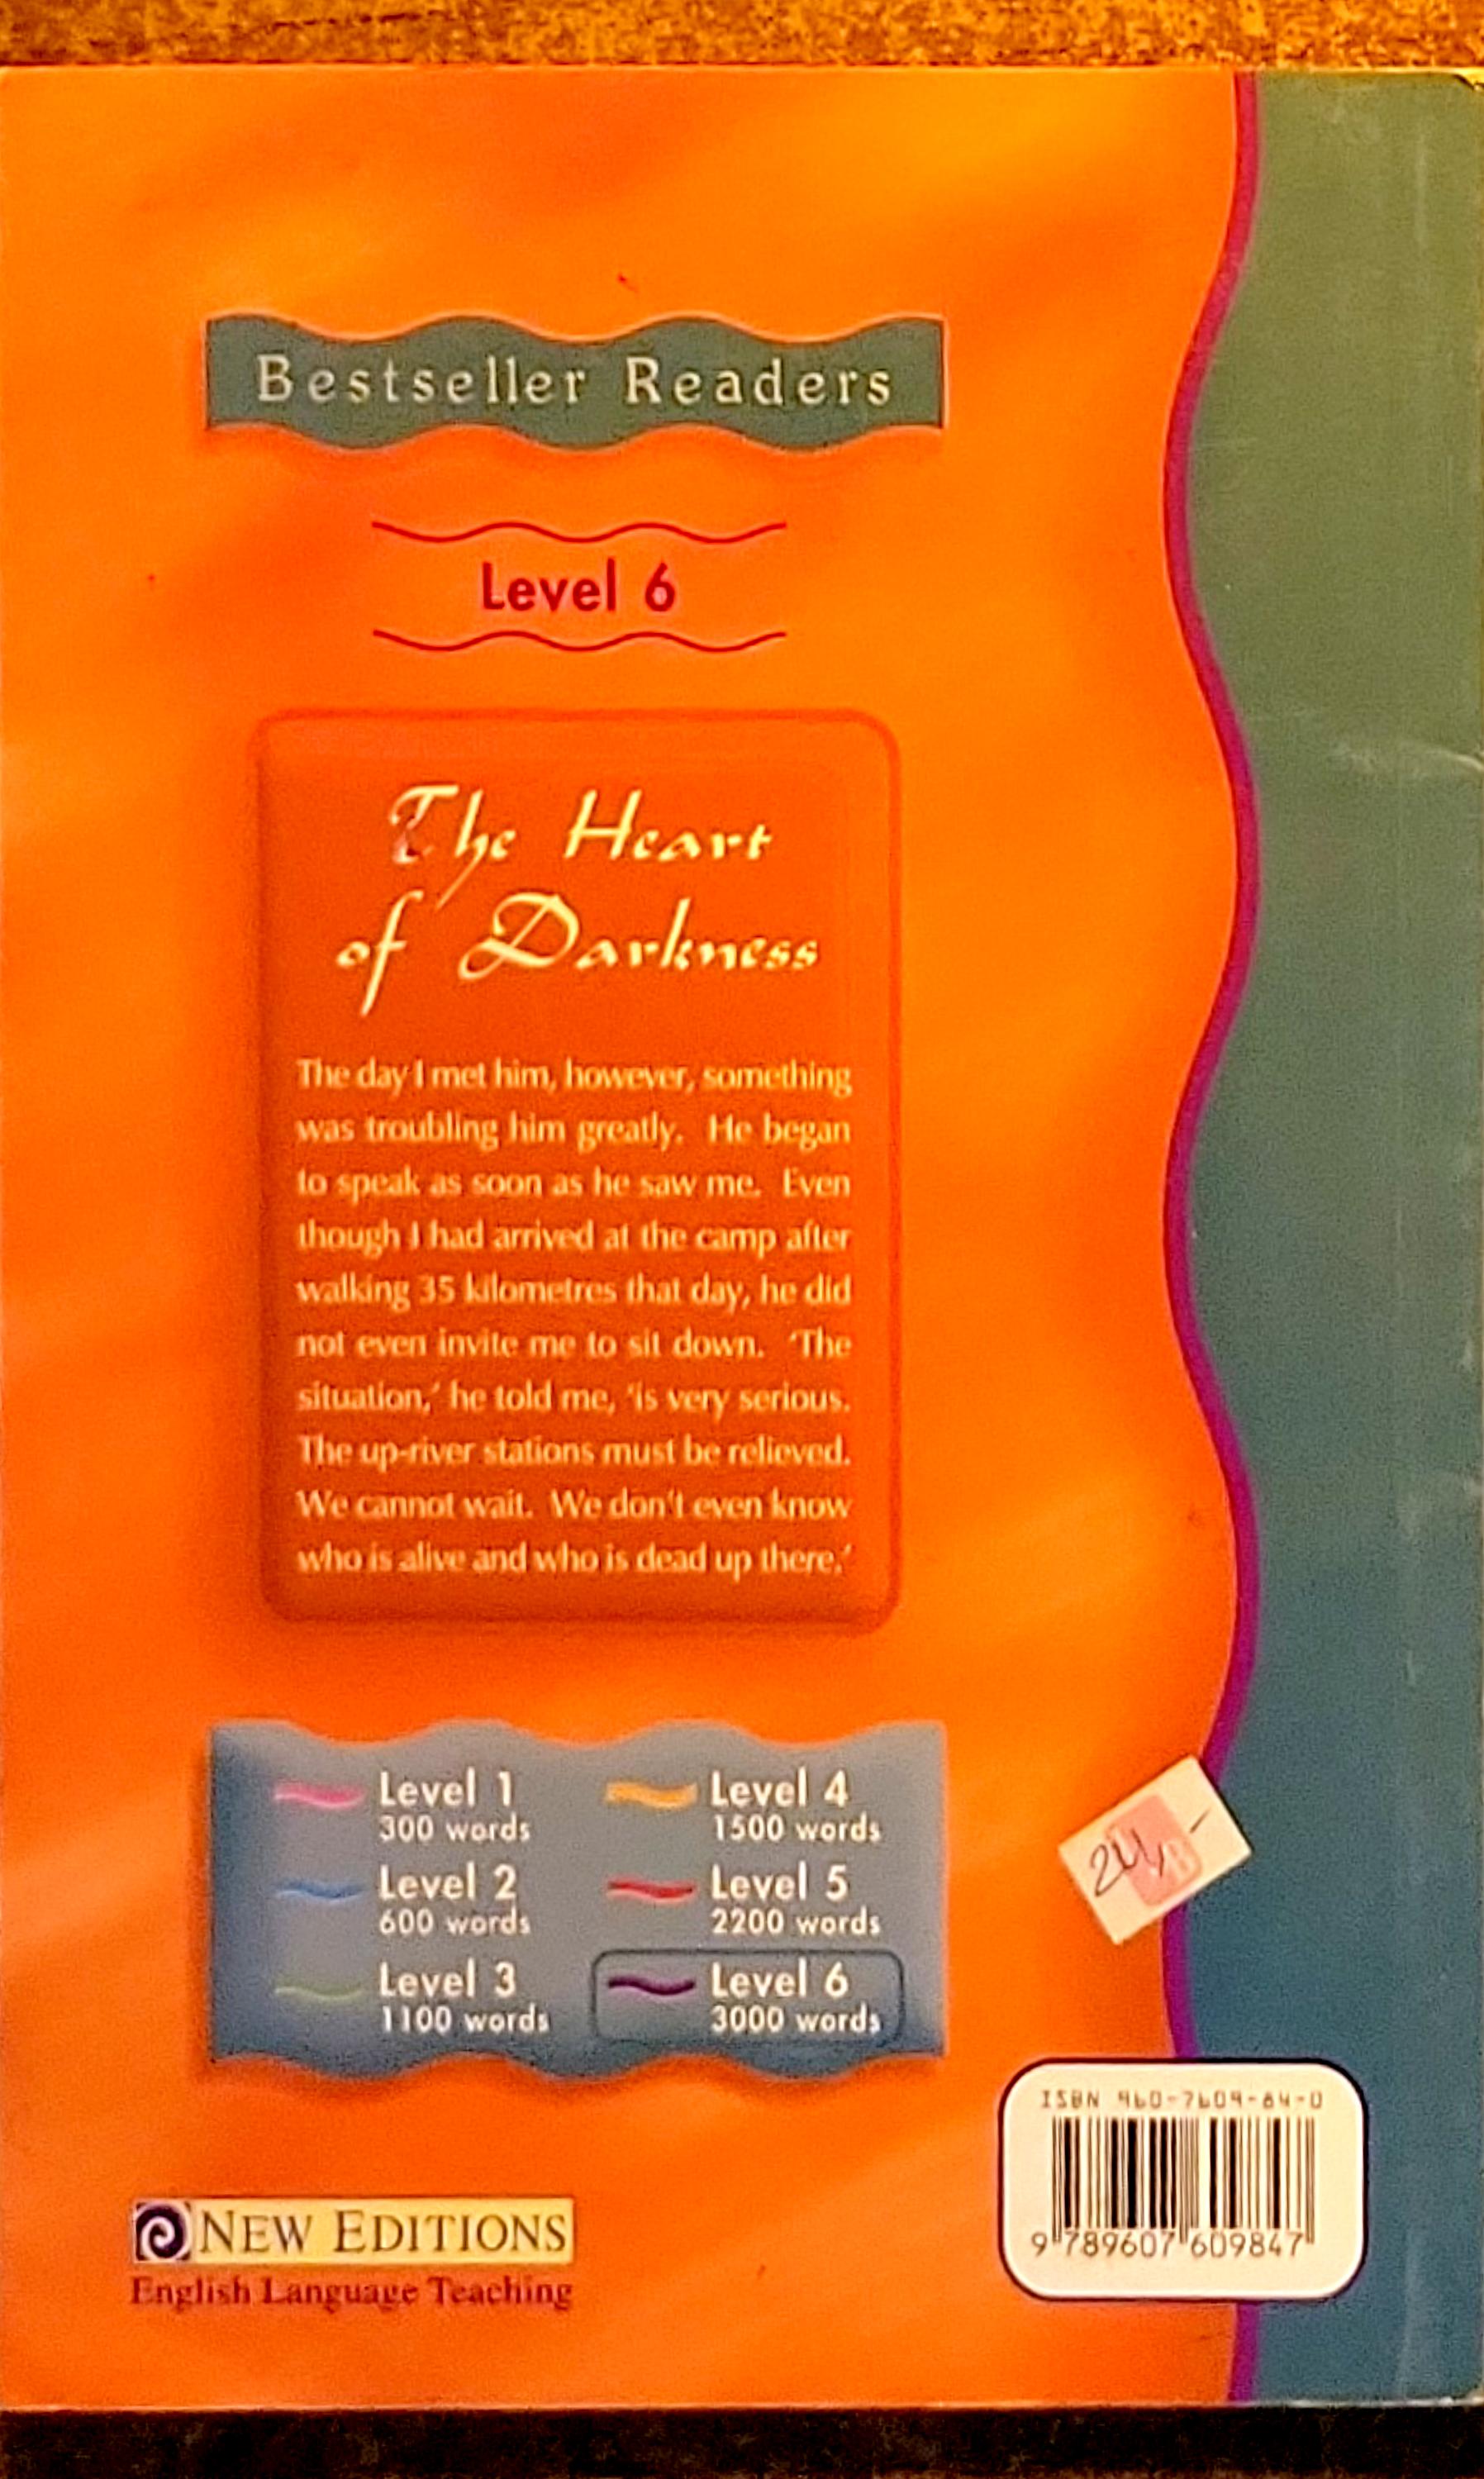 Bestseller Readers
Level 6
The Heart
of Darkness
The day I met him, however, something
was troubling him greatly. He began
to speak as soon as he saw me. Even
though I had arrived at the camp after
walking 35 kilometres that day, he did
not even invite me to sit down. 'The
situation,' he told me, 'is very serious.
The up-river stations must be relieved.
We cannot wait. We don't even know
who is alive and who is dead up there.'
Level 1
300 words
Level 2
600 words
Level 3
1100 words
Level 4
1500 words
Level 5
2200 words
Level 6
3000 words
ISBN 960-7609-84-0
9 789607 609847
NEW EDITIONS
English Language Teaching